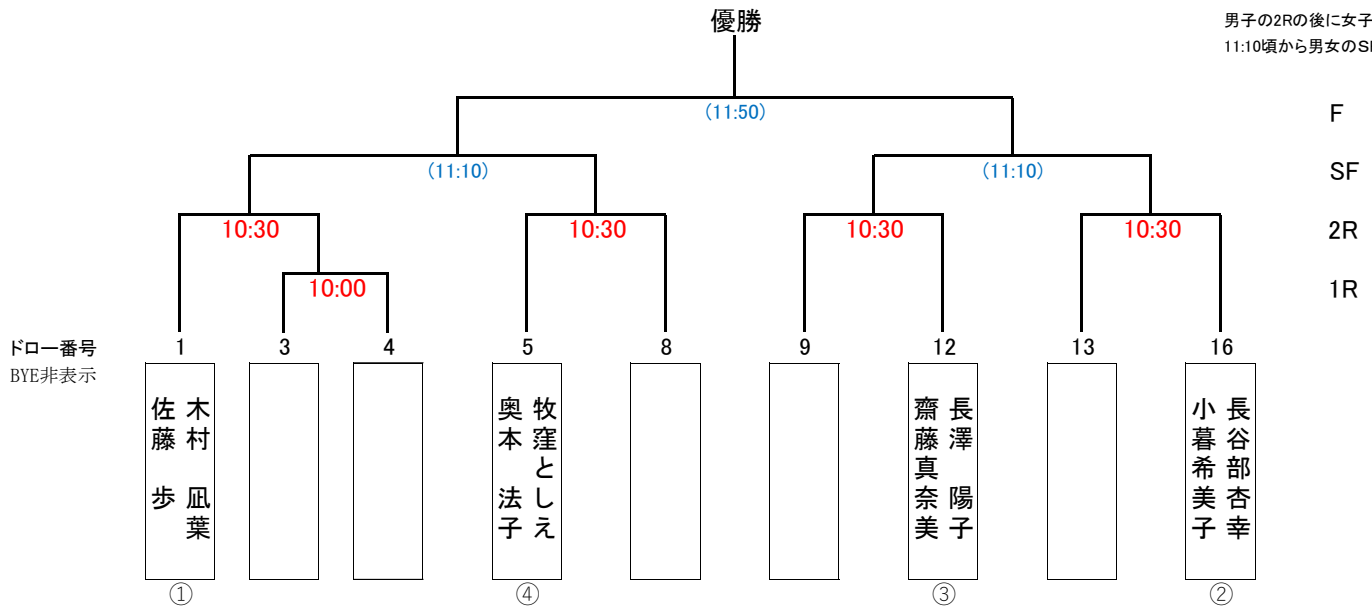 優勝
男子の2Rの後に女子
11:10頃から男女のS
(11:50)
F
(11:10)
(11:10)
SF
10:30
10:30
10:30
10:30
2R
10:00
1R
ドロー番号
1
3
4
5
8
9
12
13
16
BYE非表示
木村 凪葉
佐藤 歩
牧窪としえ
奥本 法子
長澤 陽子
齋藤真奈美
長谷部杏幸
小暮希美子
①
④
③
②